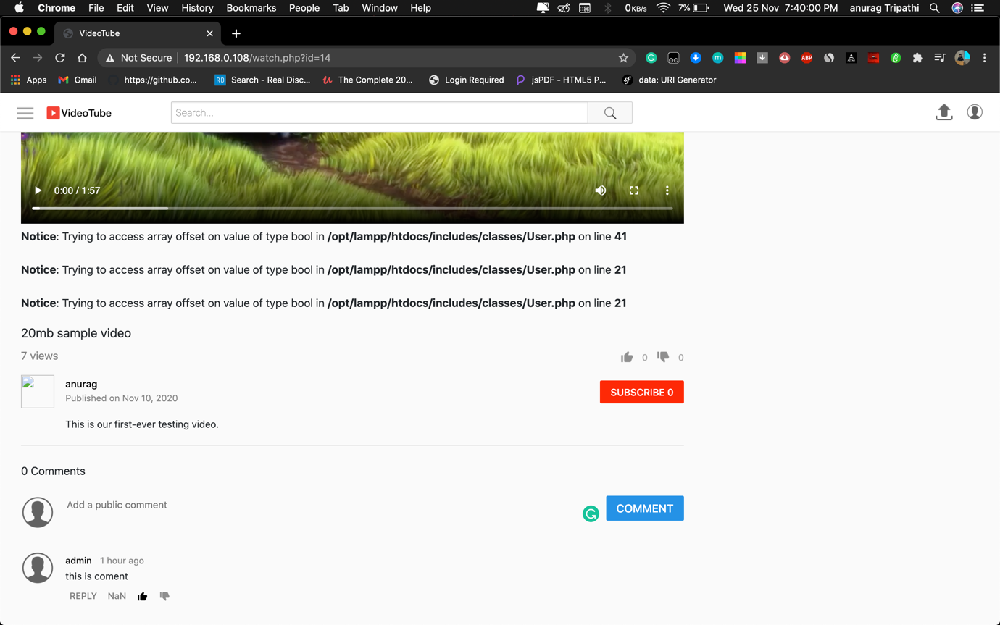 Chrome File Edit View History Bookmarks People Tab Window Help 0KB/s 7% Wed 25 Nov 7:40:00 PM anurag Tripathi
VideoTube
Not Secure 192.168.0.108/watch.php?id=14 m ABP
Apps Gmail https://github.co... RD Search - Real Disc... The Complete 20... Login Required jsPDF - HTML5 P... sf data: URI Generator
VideoTube Search...
0:00 / 1:57
Notice: Trying to access array offset on value of type bool in /opt/lampp/htdocs/includes/classes/User.php on line 41
Notice: Trying to access array offset on value of type bool in /opt/lampp/htdocs/includes/classes/User.php on line 21
Notice: Trying to access array offset on value of type bool in /opt/lampp/htdocs/includes/classes/User.php on line 21
20mb sample video
7 views 0 0
anurag
Published on Nov 10, 2020 SUBSCRIBE 0
This is our first-ever testing video.
0 Comments
Add a public comment COMMENT
admin 1 hour ago
this is coment
REPLY NaN